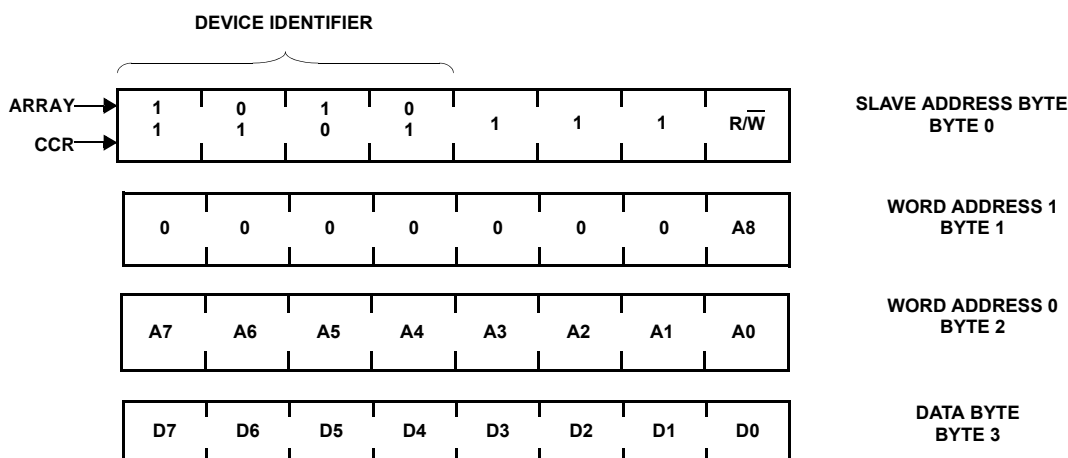 DEVICE IDENTIFIER
ARRAY
CCR
1 0 1 0
1 1 0 1 1 1 1 R/W̅
SLAVE ADDRESS BYTE
BYTE 0
0 0 0 0 0 0 0 A8
WORD ADDRESS 1
BYTE 1
A7 A6 A5 A4 A3 A2 A1 A0
WORD ADDRESS 0
BYTE 2
D7 D6 D5 D4 D3 D2 D1 D0
DATA BYTE
BYTE 3